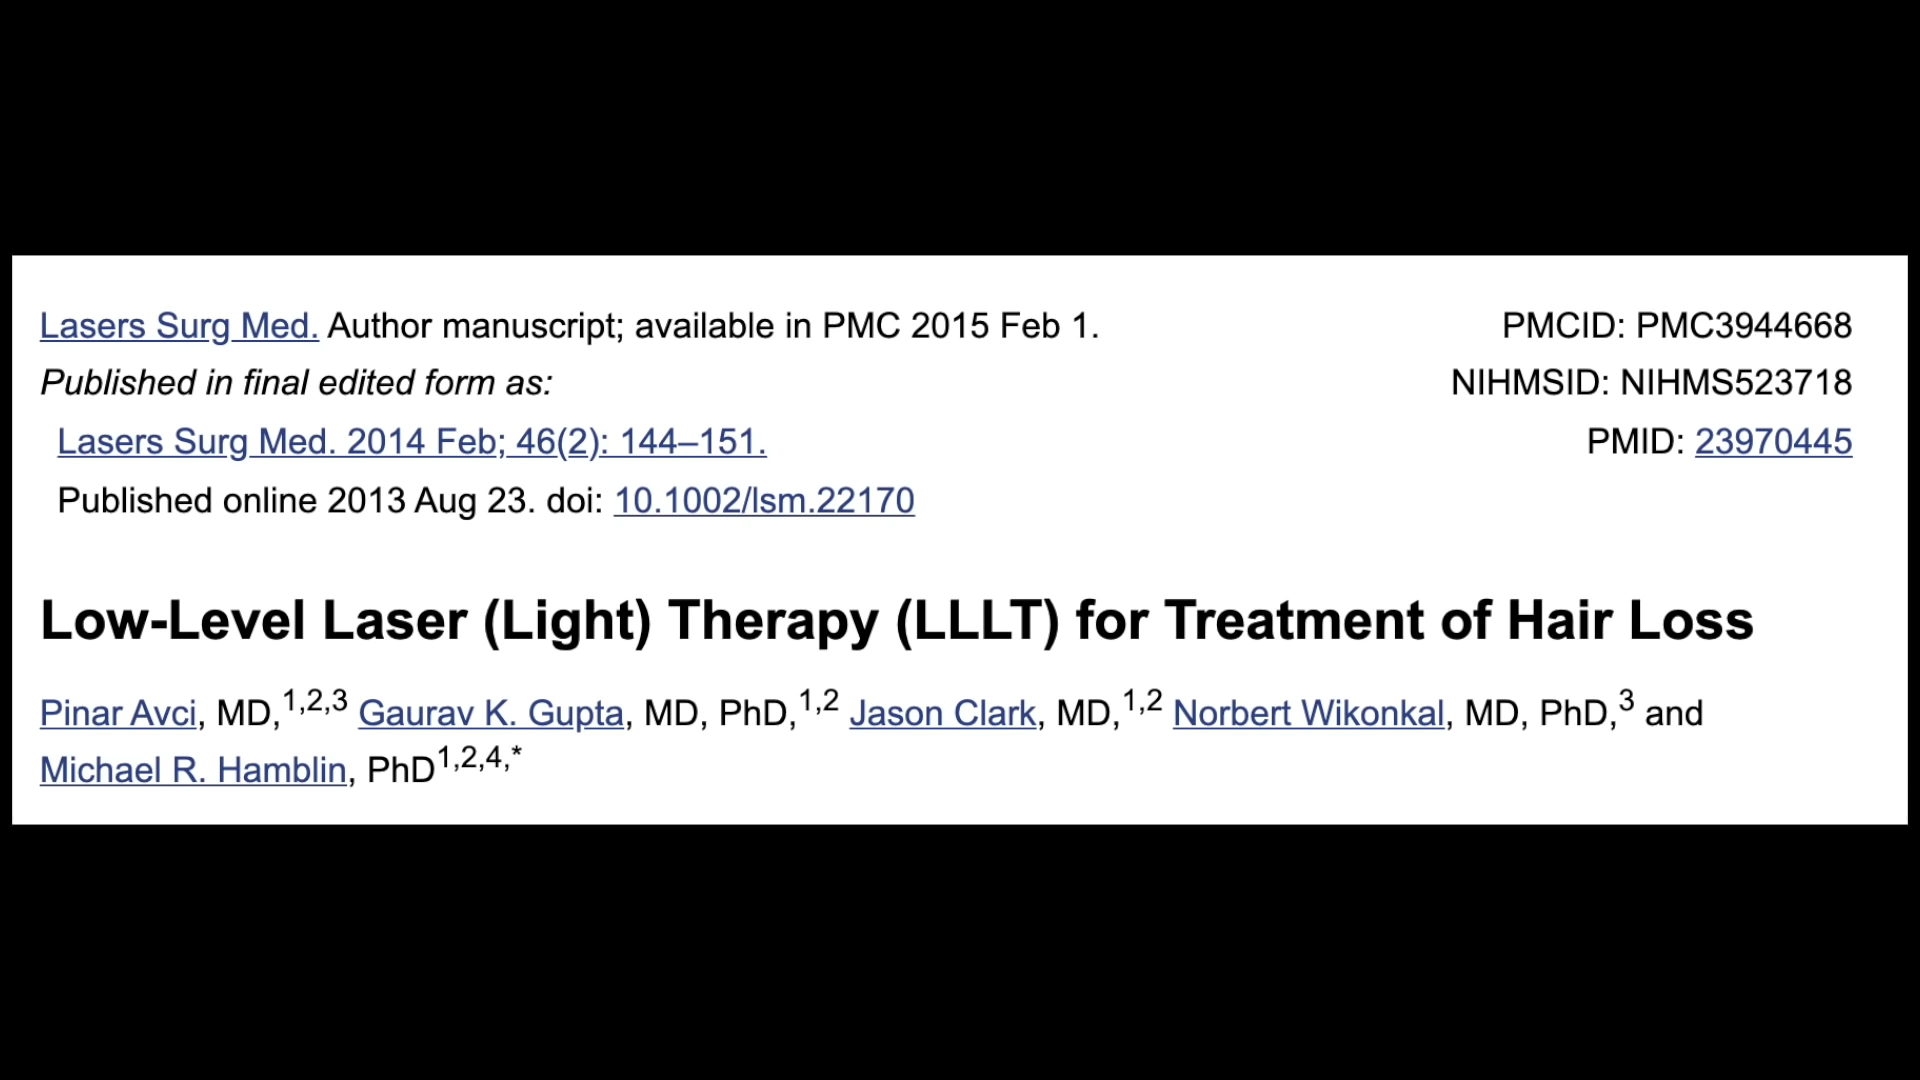 Lasers Surg Med. Author manuscript; available in PMC 2015 Feb 1.
Published in final edited form as:
Lasers Surg Med. 2014 Feb; 46(2): 144–151.
Published online 2013 Aug 23. doi: 10.1002/lsm.22170
PMCID: PMC3944668
NIHMSID: NIHMS523718
PMID: 23970445
Low-Level Laser (Light) Therapy (LLLT) for Treatment of Hair Loss
Pinar Avci, MD,1,2,3 Gaurav K. Gupta, MD, PhD,1,2 Jason Clark, MD,1,2 Norbert Wikonkal, MD, PhD,3 and
Michael R. Hamblin, PhD1,2,4,*